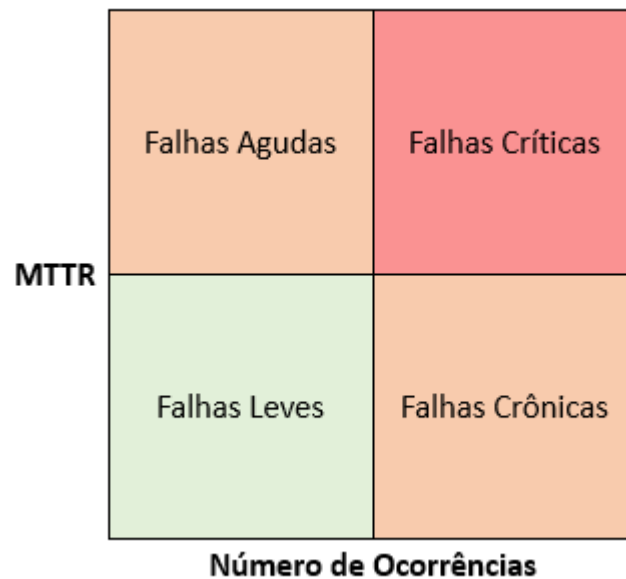 Falhas Agudas
Falhas Críticas
MTTR
Falhas Leves
Falhas Crônicas
Número de Ocorrências